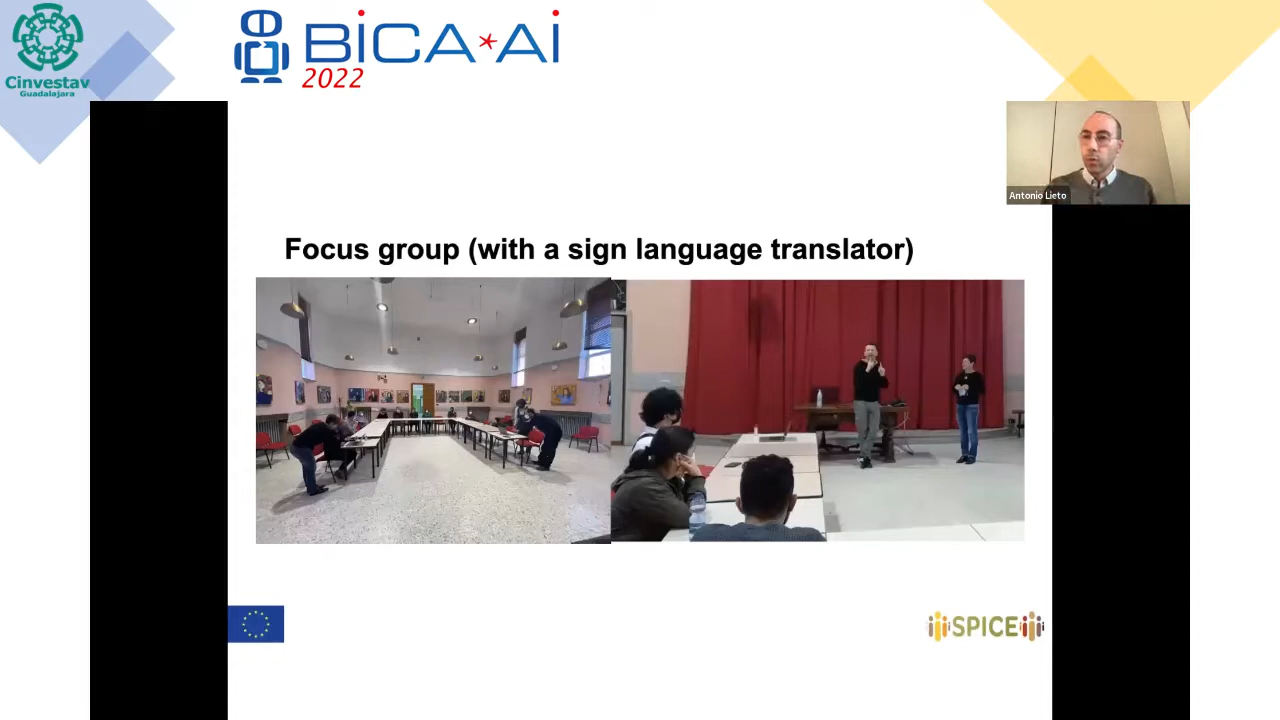 Cinvestav
Guadalajara
BiCA*Ai
2022
Antonio Lieto
Focus group (with a sign language translator)
SPICE